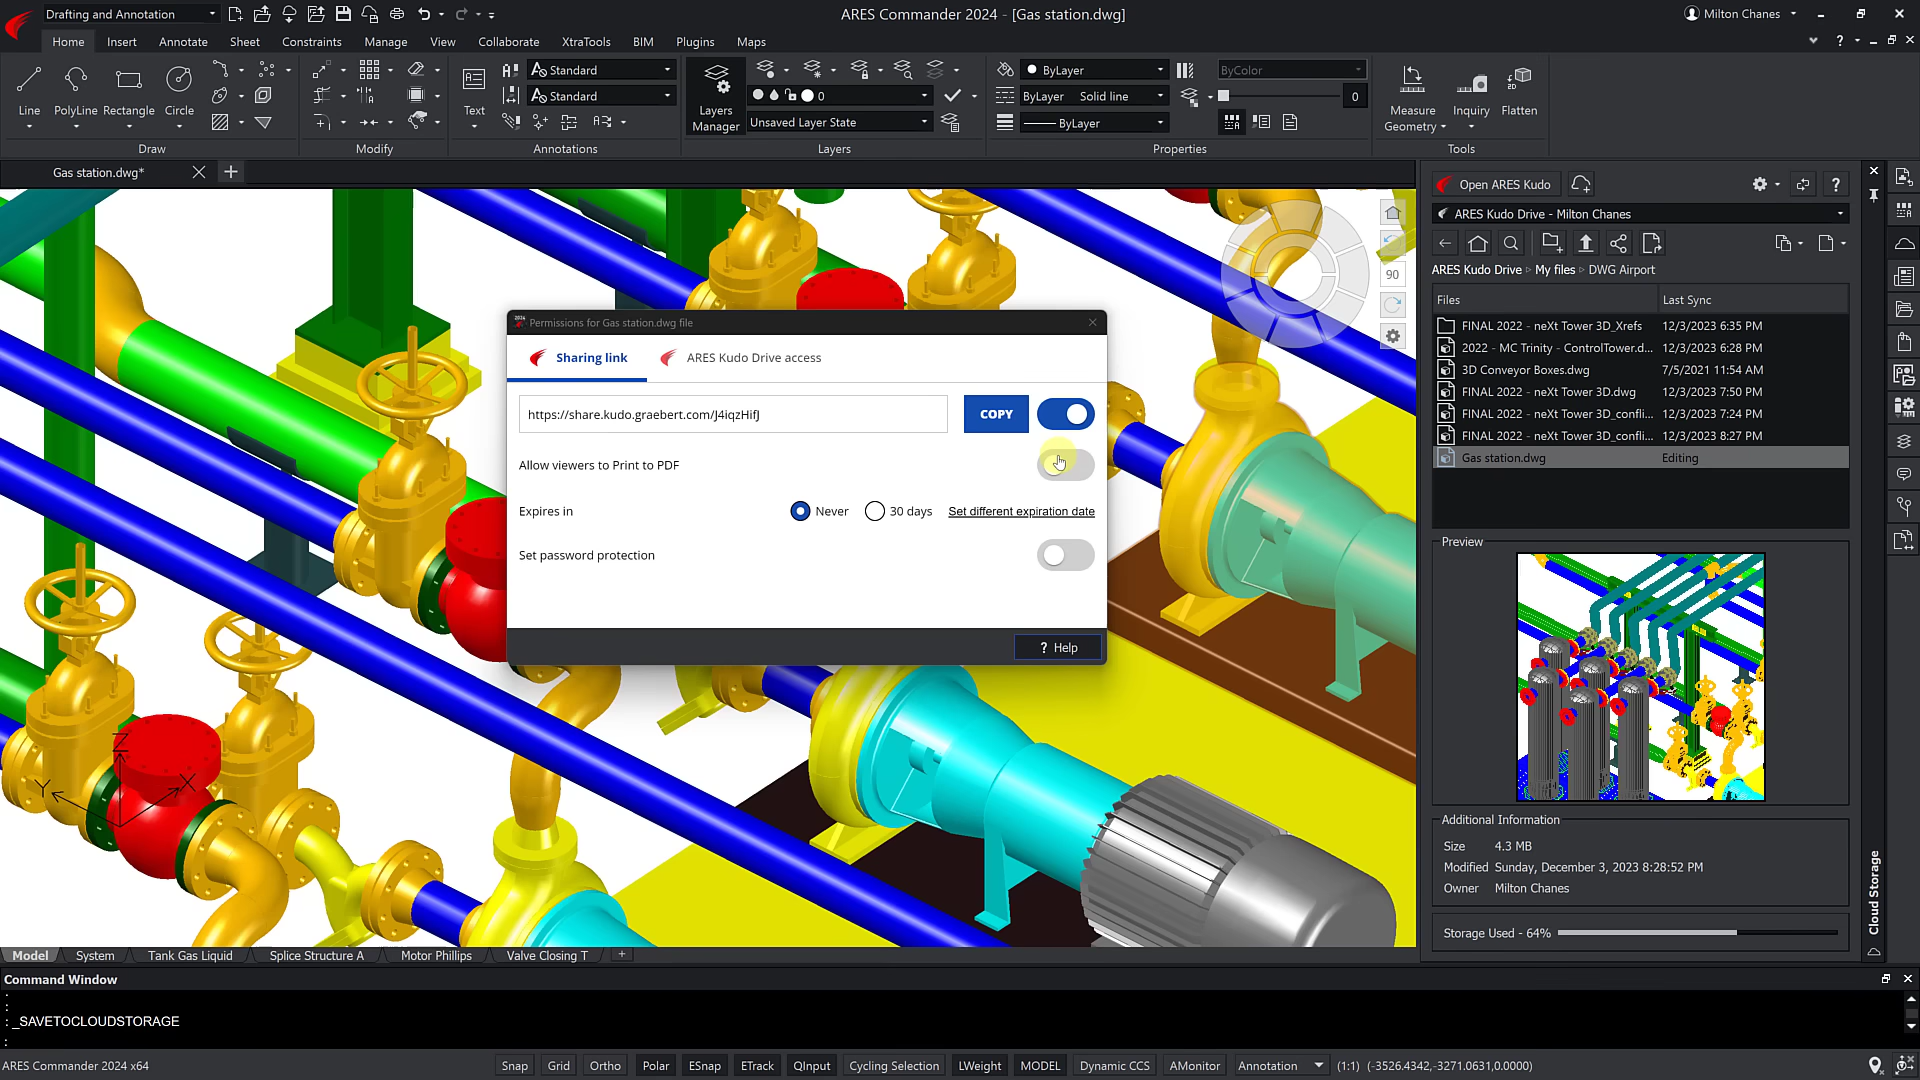 Drafting and Annotation
ARES Commander 2024 - [Gas station.dwg]
Milton Chanes
Home Insert Annotate Sheet Constraints Manage View Collaborate XtraTools BIM Plugins Maps
?
Line PolyLine Rectangle Circle
Draw
Modify
Text
Standard
Standard
Annotations
Layers Manager
0
Unsaved Layer State
Layers
ByLayer
ByLayer Solid line
ByLayer
ByColor
0
Properties
Measure Geometry
Inquiry
Flatten
Tools
Gas station.dwg*
90
Permissions for Gas station.dwg file
Sharing link
ARES Kudo Drive access
https://share.kudo.graebert.com/J4iqzHifJ
COPY
Allow viewers to Print to PDF
Expires in
Never
30 days
Set different expiration date
Set password protection
? Help
Z
Y
X
Open ARES Kudo
?
ARES Kudo Drive - Milton Chanes
ARES Kudo Drive My files DWG Airport
Files Last Sync
FINAL 2022 - neXt Tower 3D_Xrefs 12/3/2023 6:35 PM
2022 - MC Trinity - ControlTower.d... 12/3/2023 6:28 PM
3D Conveyor Boxes.dwg 7/5/2021 11:54 AM
FINAL 2022 - neXt Tower 3D.dwg 12/3/2023 7:50 PM
FINAL 2022 - neXt Tower 3D_confli... 12/3/2023 7:24 PM
FINAL 2022 - neXt Tower 3D_confli... 12/3/2023 8:27 PM
Gas station.dwg Editing
Preview
Additional Information
Size 4.3 MB
Modified Sunday, December 3, 2023 8:28:52 PM
Owner Milton Chanes
Storage Used - 64%
Cloud Storage
Model System Tank Gas Liquid Splice Structure A Motor Phillips Valve Closing T +
Command Window
:
:
: _SAVETOCLOUDSTORAGE
:
ARES Commander 2024 x64
Snap Grid Ortho Polar ESnap ETrack QInput Cycling Selection LWeight MODEL Dynamic CCS AMonitor Annotation (1:1) (-3526.4342,-3271.0631,0.0000)